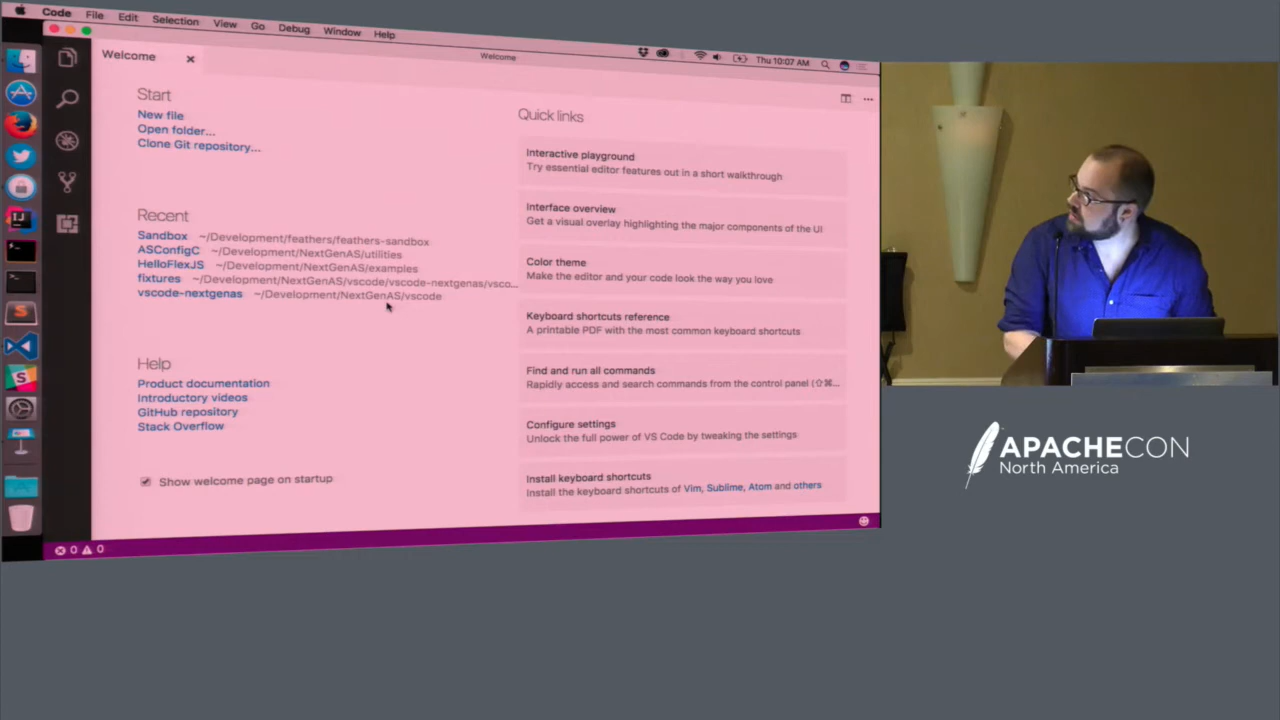 Code File Edit Selection View Go Debug Window Help
Thu 10:07 AM
Welcome
Welcome
Start
New file
Open folder...
Clone Git repository...
Recent
Sandbox ~/Development/feathers/feathers-sandbox
ASConfigC ~/Development/NextGenAS/utilities
HelloFlexJS ~/Development/NextGenAS/examples
fixtures ~/Development/NextGenAS/vscode/vscode-nextgenas/vsco...
vscode-nextgenas ~/Development/NextGenAS/vscode
Help
Product documentation
Introductory videos
GitHub repository
Stack Overflow
Show welcome page on startup
Quick links
Interactive playground
Try essential editor features out in a short walkthrough
Interface overview
Get a visual overlay highlighting the major components of the UI
Color theme
Make the editor and your code look the way you love
Keyboard shortcuts reference
A printable PDF with the most common keyboard shortcuts
Find and run all commands
Rapidly access and search commands from the control panel (⇧⌘...
Configure settings
Unlock the full power of VS Code by tweaking the settings
Install keyboard shortcuts
Install the keyboard shortcuts of Vim, Sublime, Atom and others
0 0
APACHECON
North America